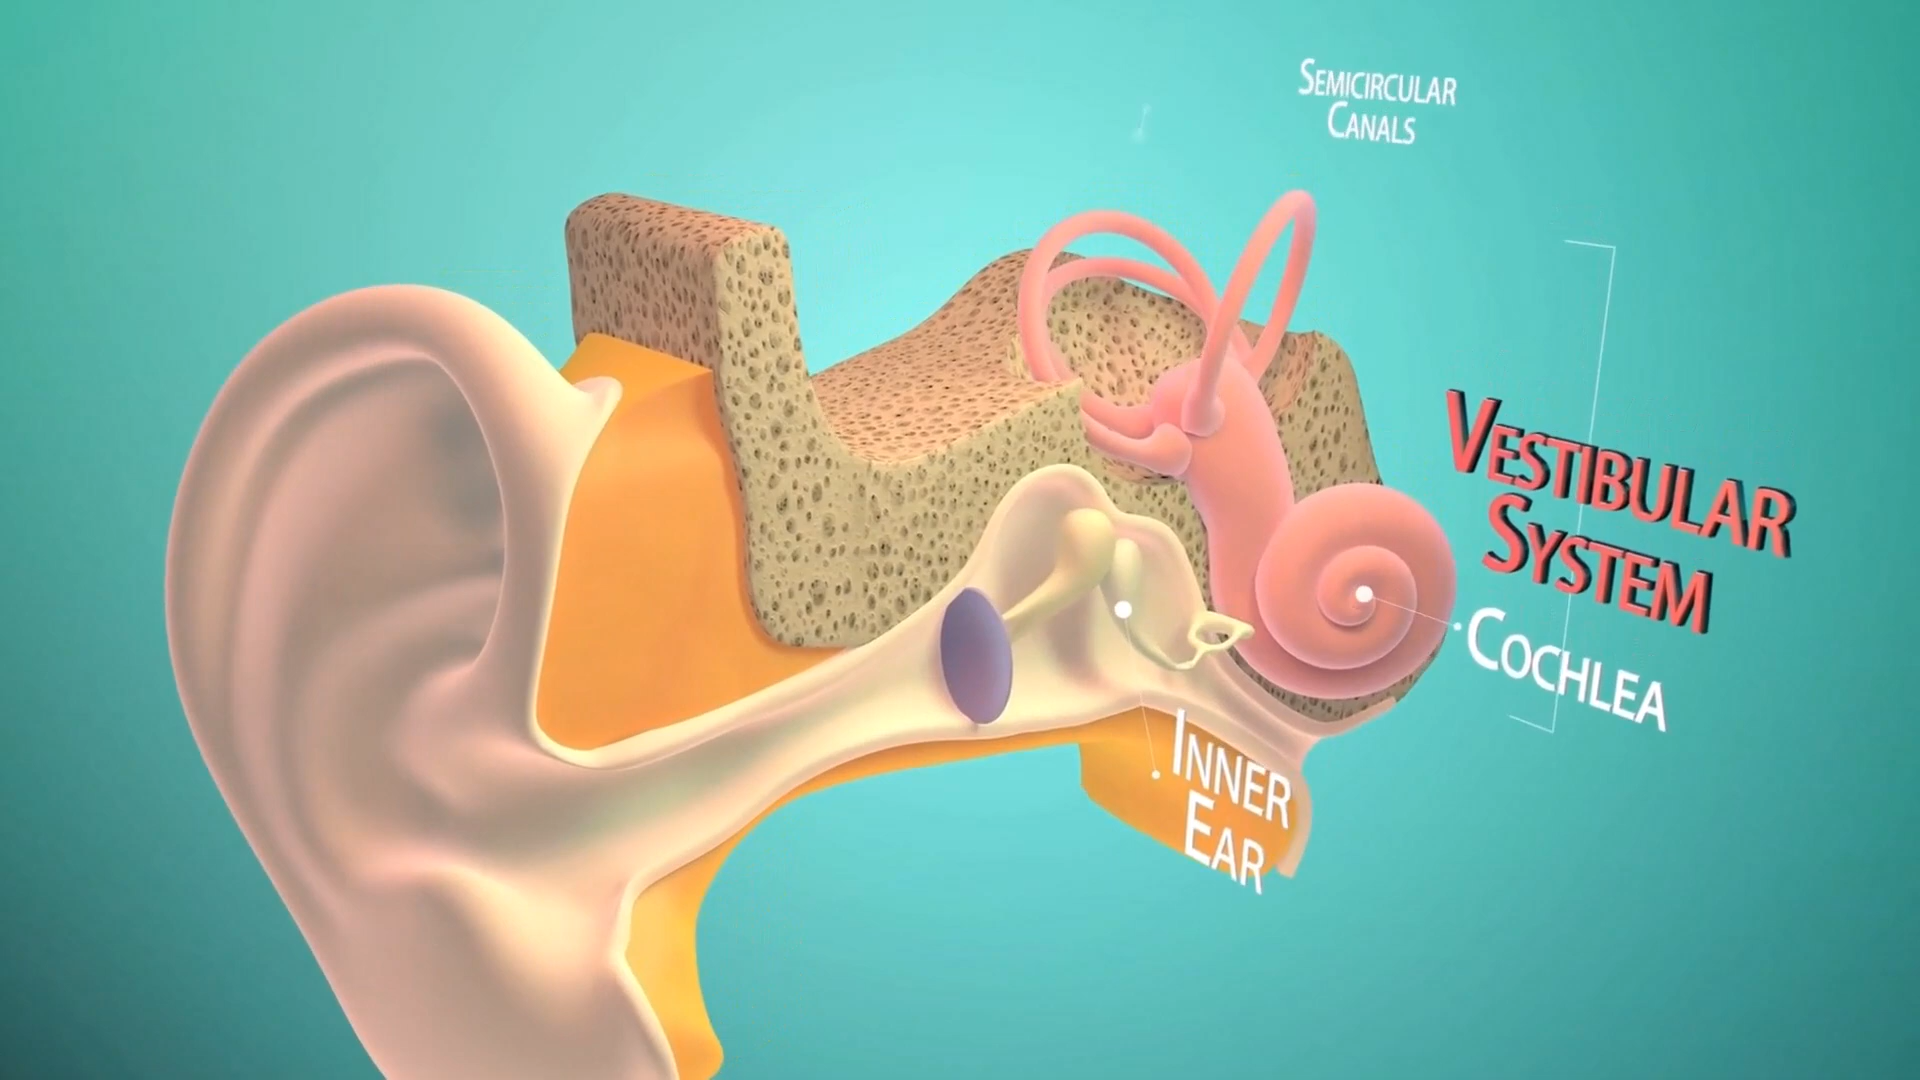 SEMICIRCULAR
CANALS
VESTIBULAR
SYSTEM
COCHLEA
INNER
EAR